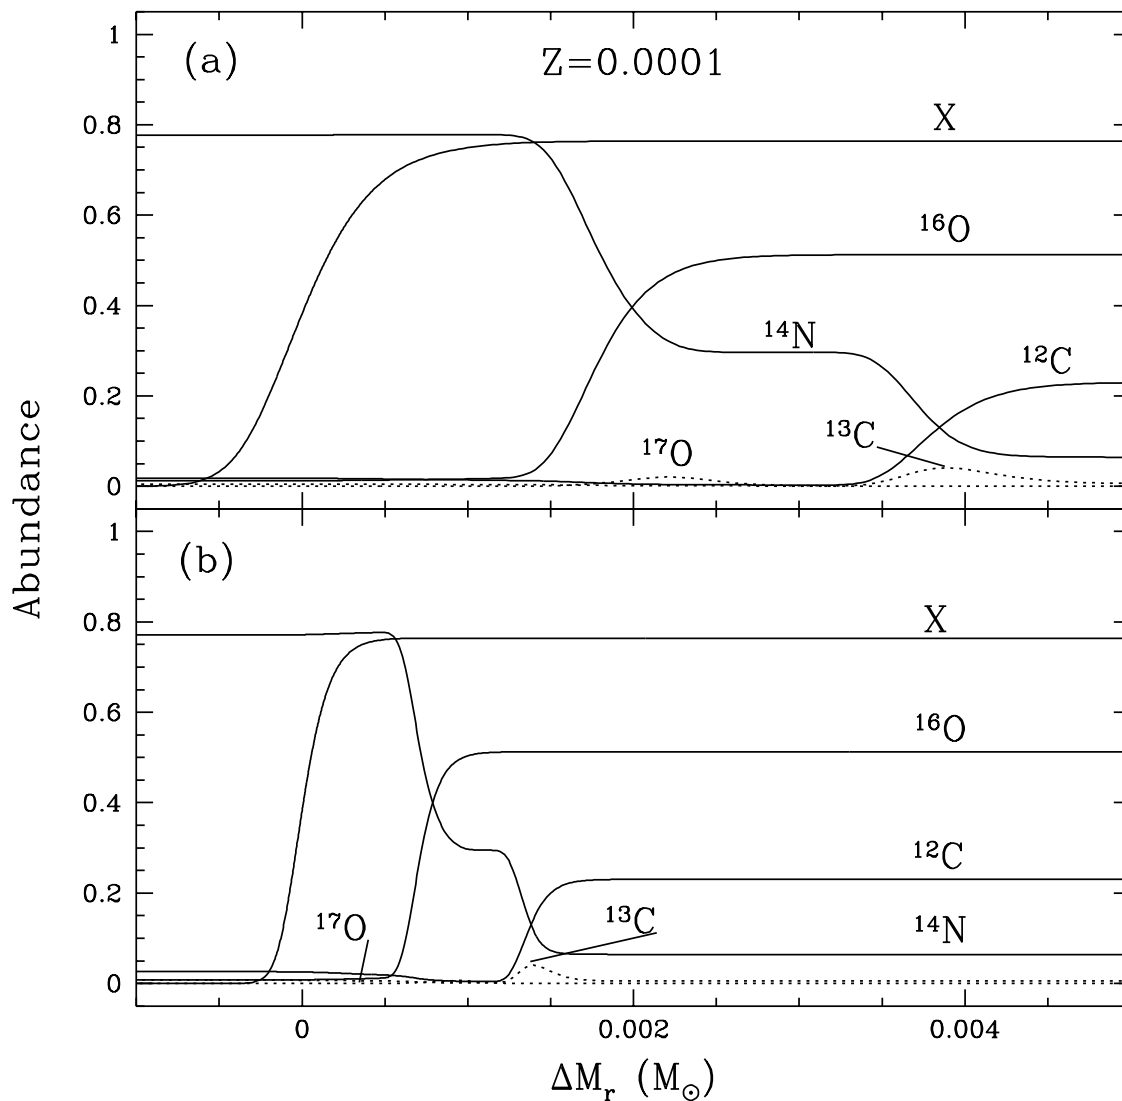 (a)
Z=0.0001
1
0.8
0.6
0.4
0.2
0
X
¹⁶O
¹⁴N
¹²C
¹³C
¹⁷O
Abundance
(b)
1
0.8
0.6
0.4
0.2
0
X
¹⁶O
¹²C
¹³C
¹⁷O
¹⁴N
0 0.002 0.004
ΔMᵣ (M☉)